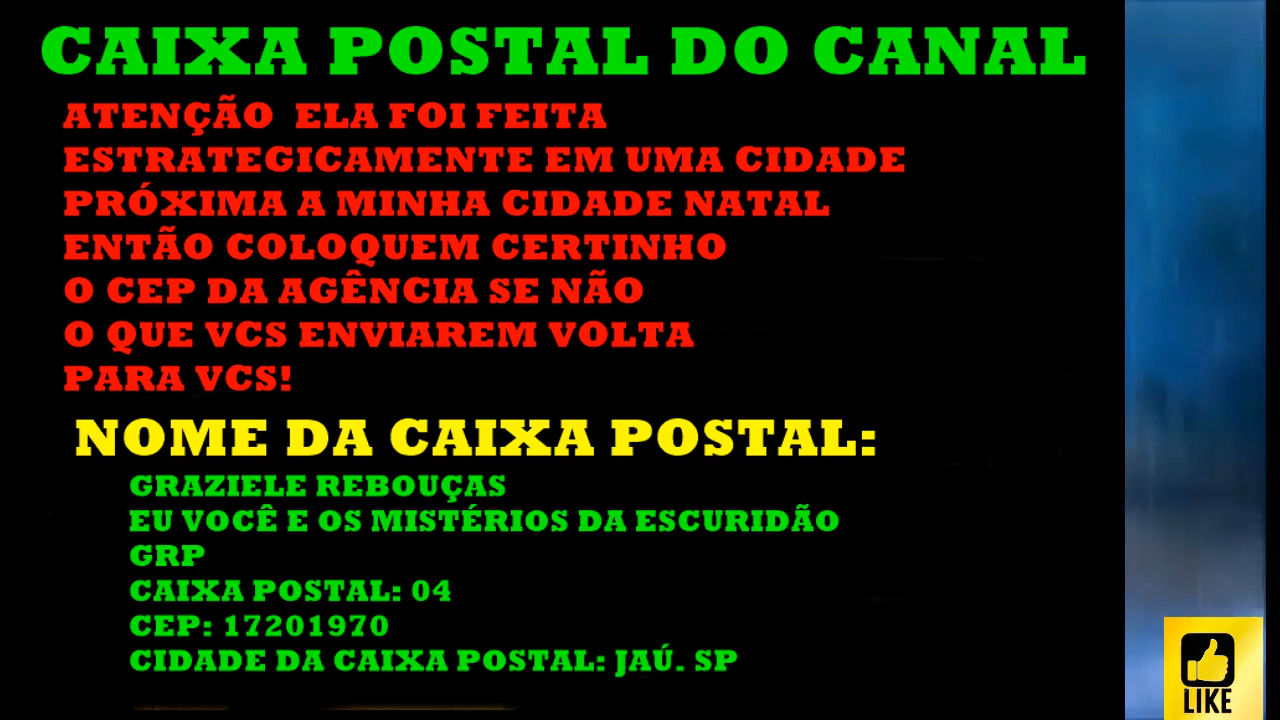 CAIXA POSTAL DO CANAL
ATENÇÃO ELA FOI FEITA
ESTRATEGICAMENTE EM UMA CIDADE
PRÓXIMA A MINHA CIDADE NATAL
ENTÃO COLOQUEM CERTINHO
O CEP DA AGÊNCIA SE NÃO
O QUE VCS ENVIAREM VOLTA
PARA VCS!
NOME DA CAIXA POSTAL:
GRAZIELE REBOUÇAS
EU VOCÊ E OS MISTÉRIOS DA ESCURIDÃO
GRP
CAIXA POSTAL: 04
CEP: 17201970
CIDADE DA CAIXA POSTAL: JAÚ. SP
LIKE